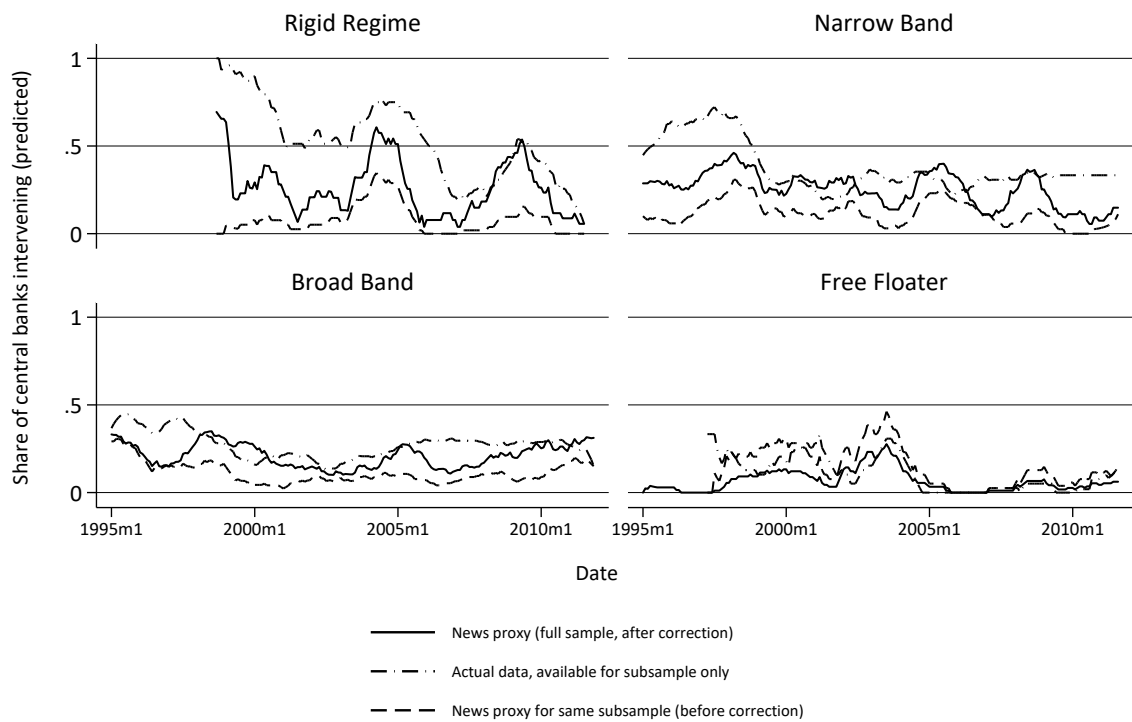 Rigid Regime
Narrow Band
1
.5
0
Share of central banks intervening (predicted)
Broad Band
Free Floater
1
.5
0
1995m1 2000m1 2005m1 2010m1 1995m1 2000m1 2005m1 2010m1
Date
News proxy (full sample, after correction)
Actual data, available for subsample only
News proxy for same subsample (before correction)